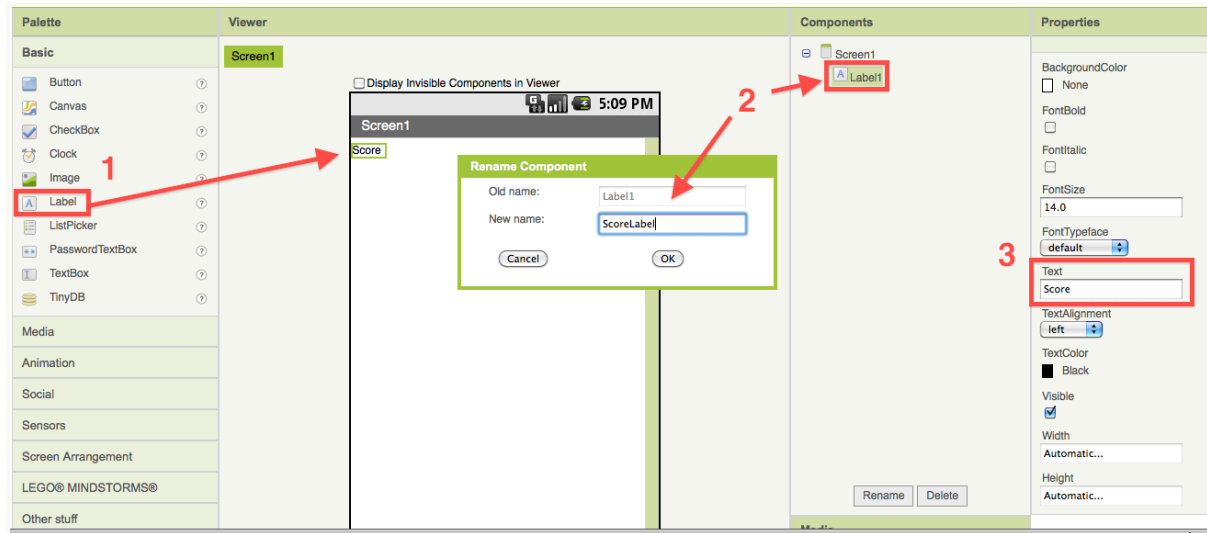 Palette
Basic
Button
Canvas
CheckBox
Clock
Image
Label
ListPicker
PasswordTextBox
TextBox
TinyDB
Media
Animation
Social
Sensors
Screen Arrangement
LEGO® MINDSTORMS®
Other stuff
1
Viewer
Screen1
Display Invisible Components in Viewer
5:09 PM
Screen1
Score
Rename Component
Old name: Label1
New name: ScoreLabel
Cancel OK
2
Components
Screen1
Label1
Rename Delete
Media
3
Properties
BackgroundColor
None
FontBold
FontItalic
FontSize
14.0
FontTypeface
default
Text
Score
TextAlignment
left
TextColor
Black
Visible
Width
Automatic...
Height
Automatic...